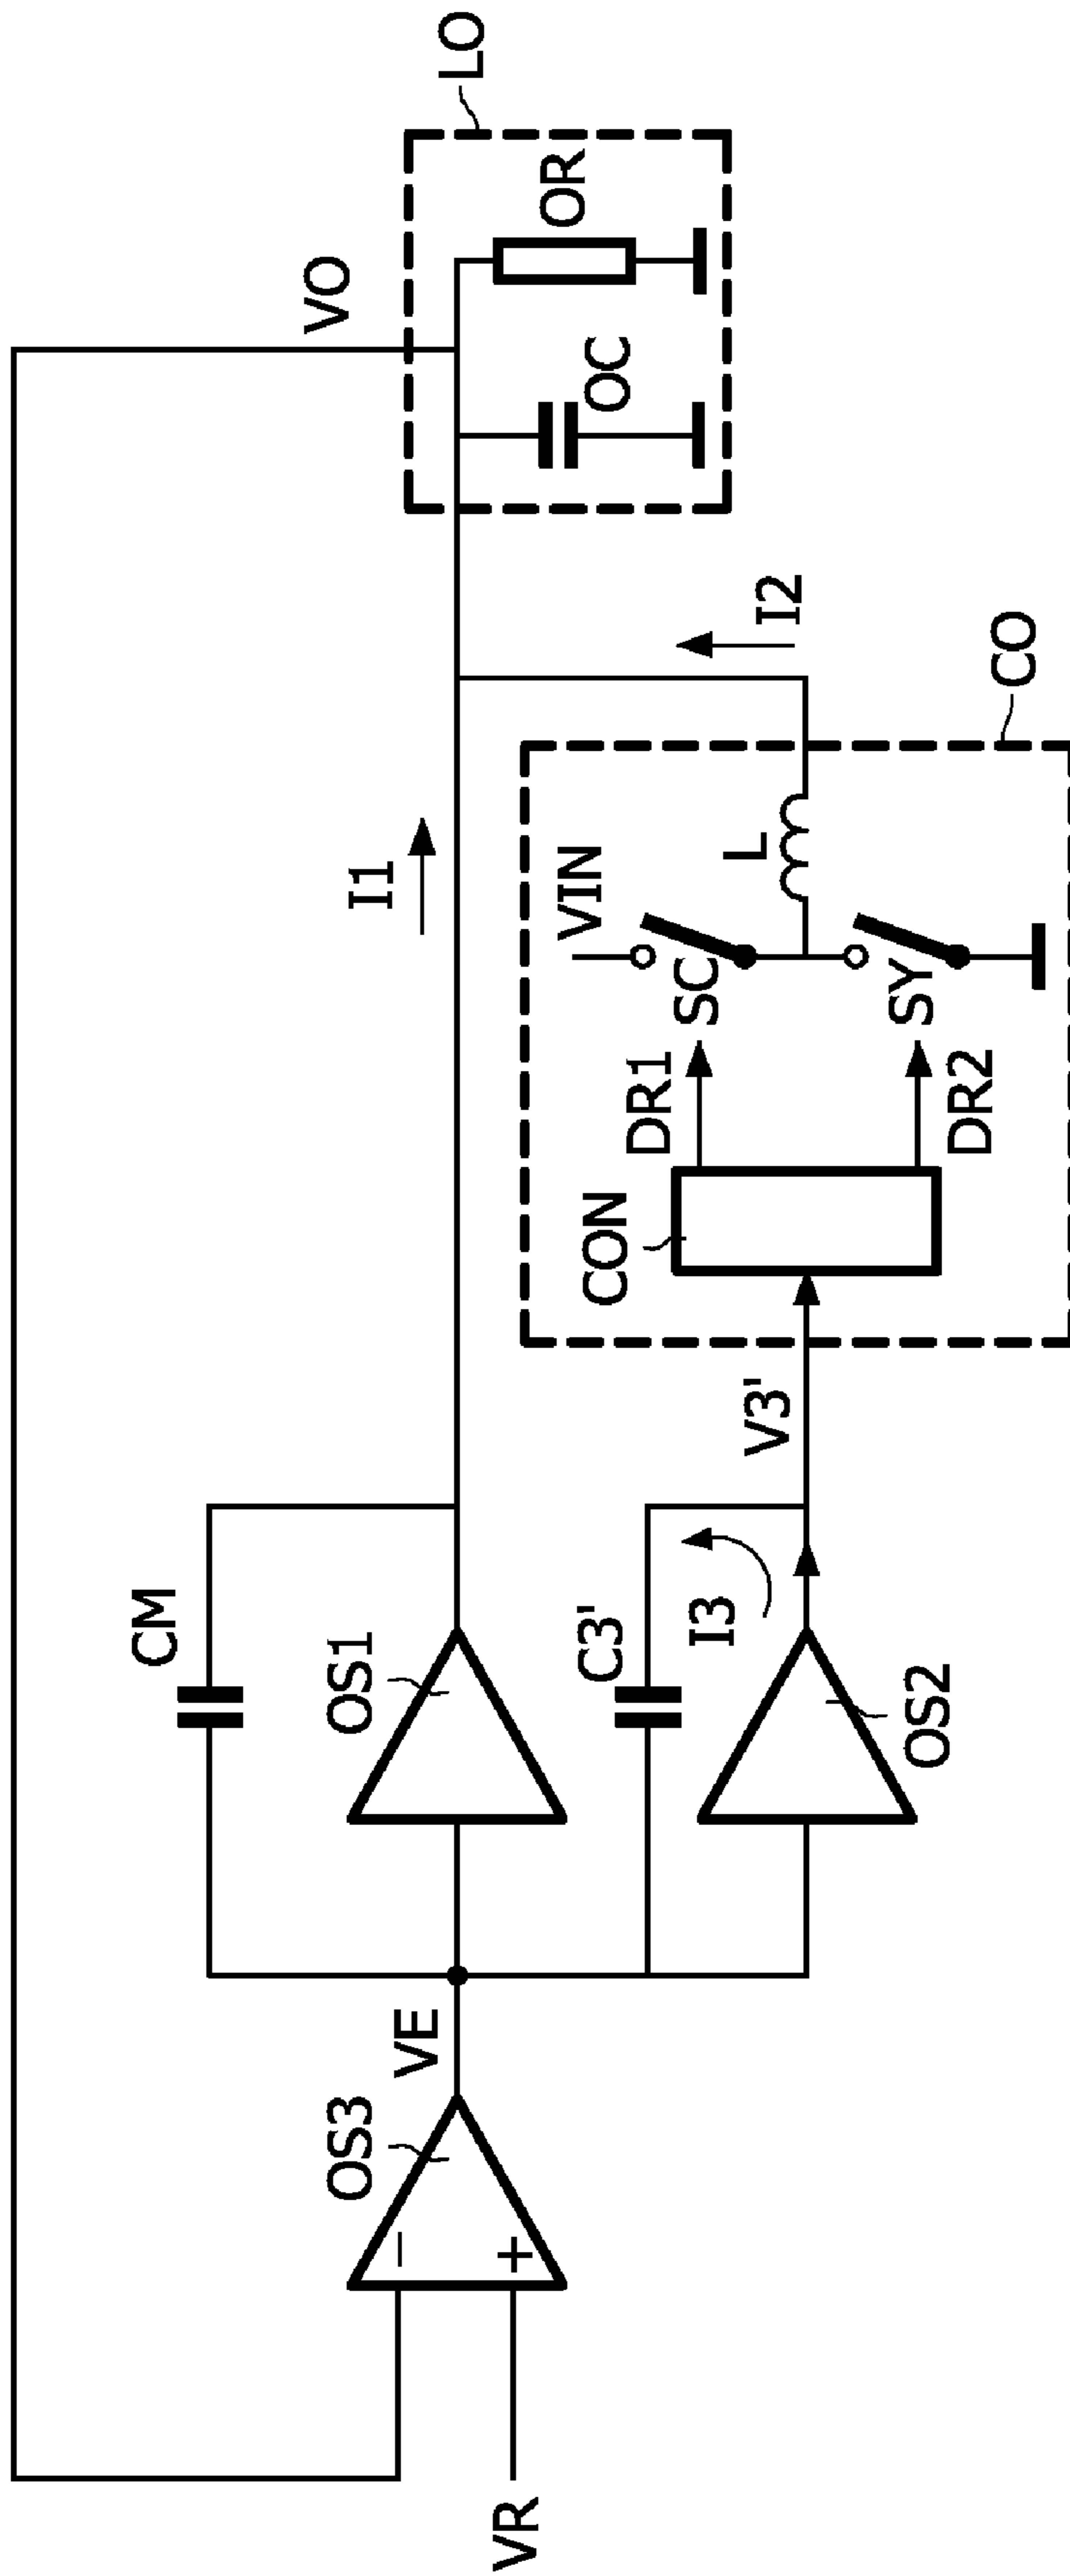 VR
−
+
OS3
VE
CM
OS1
C3'
I3
OS2
V3'
I1
CON
DR1
DR2
SC
SY
VIN
L
CO
I2
VO
OC
OR
LO